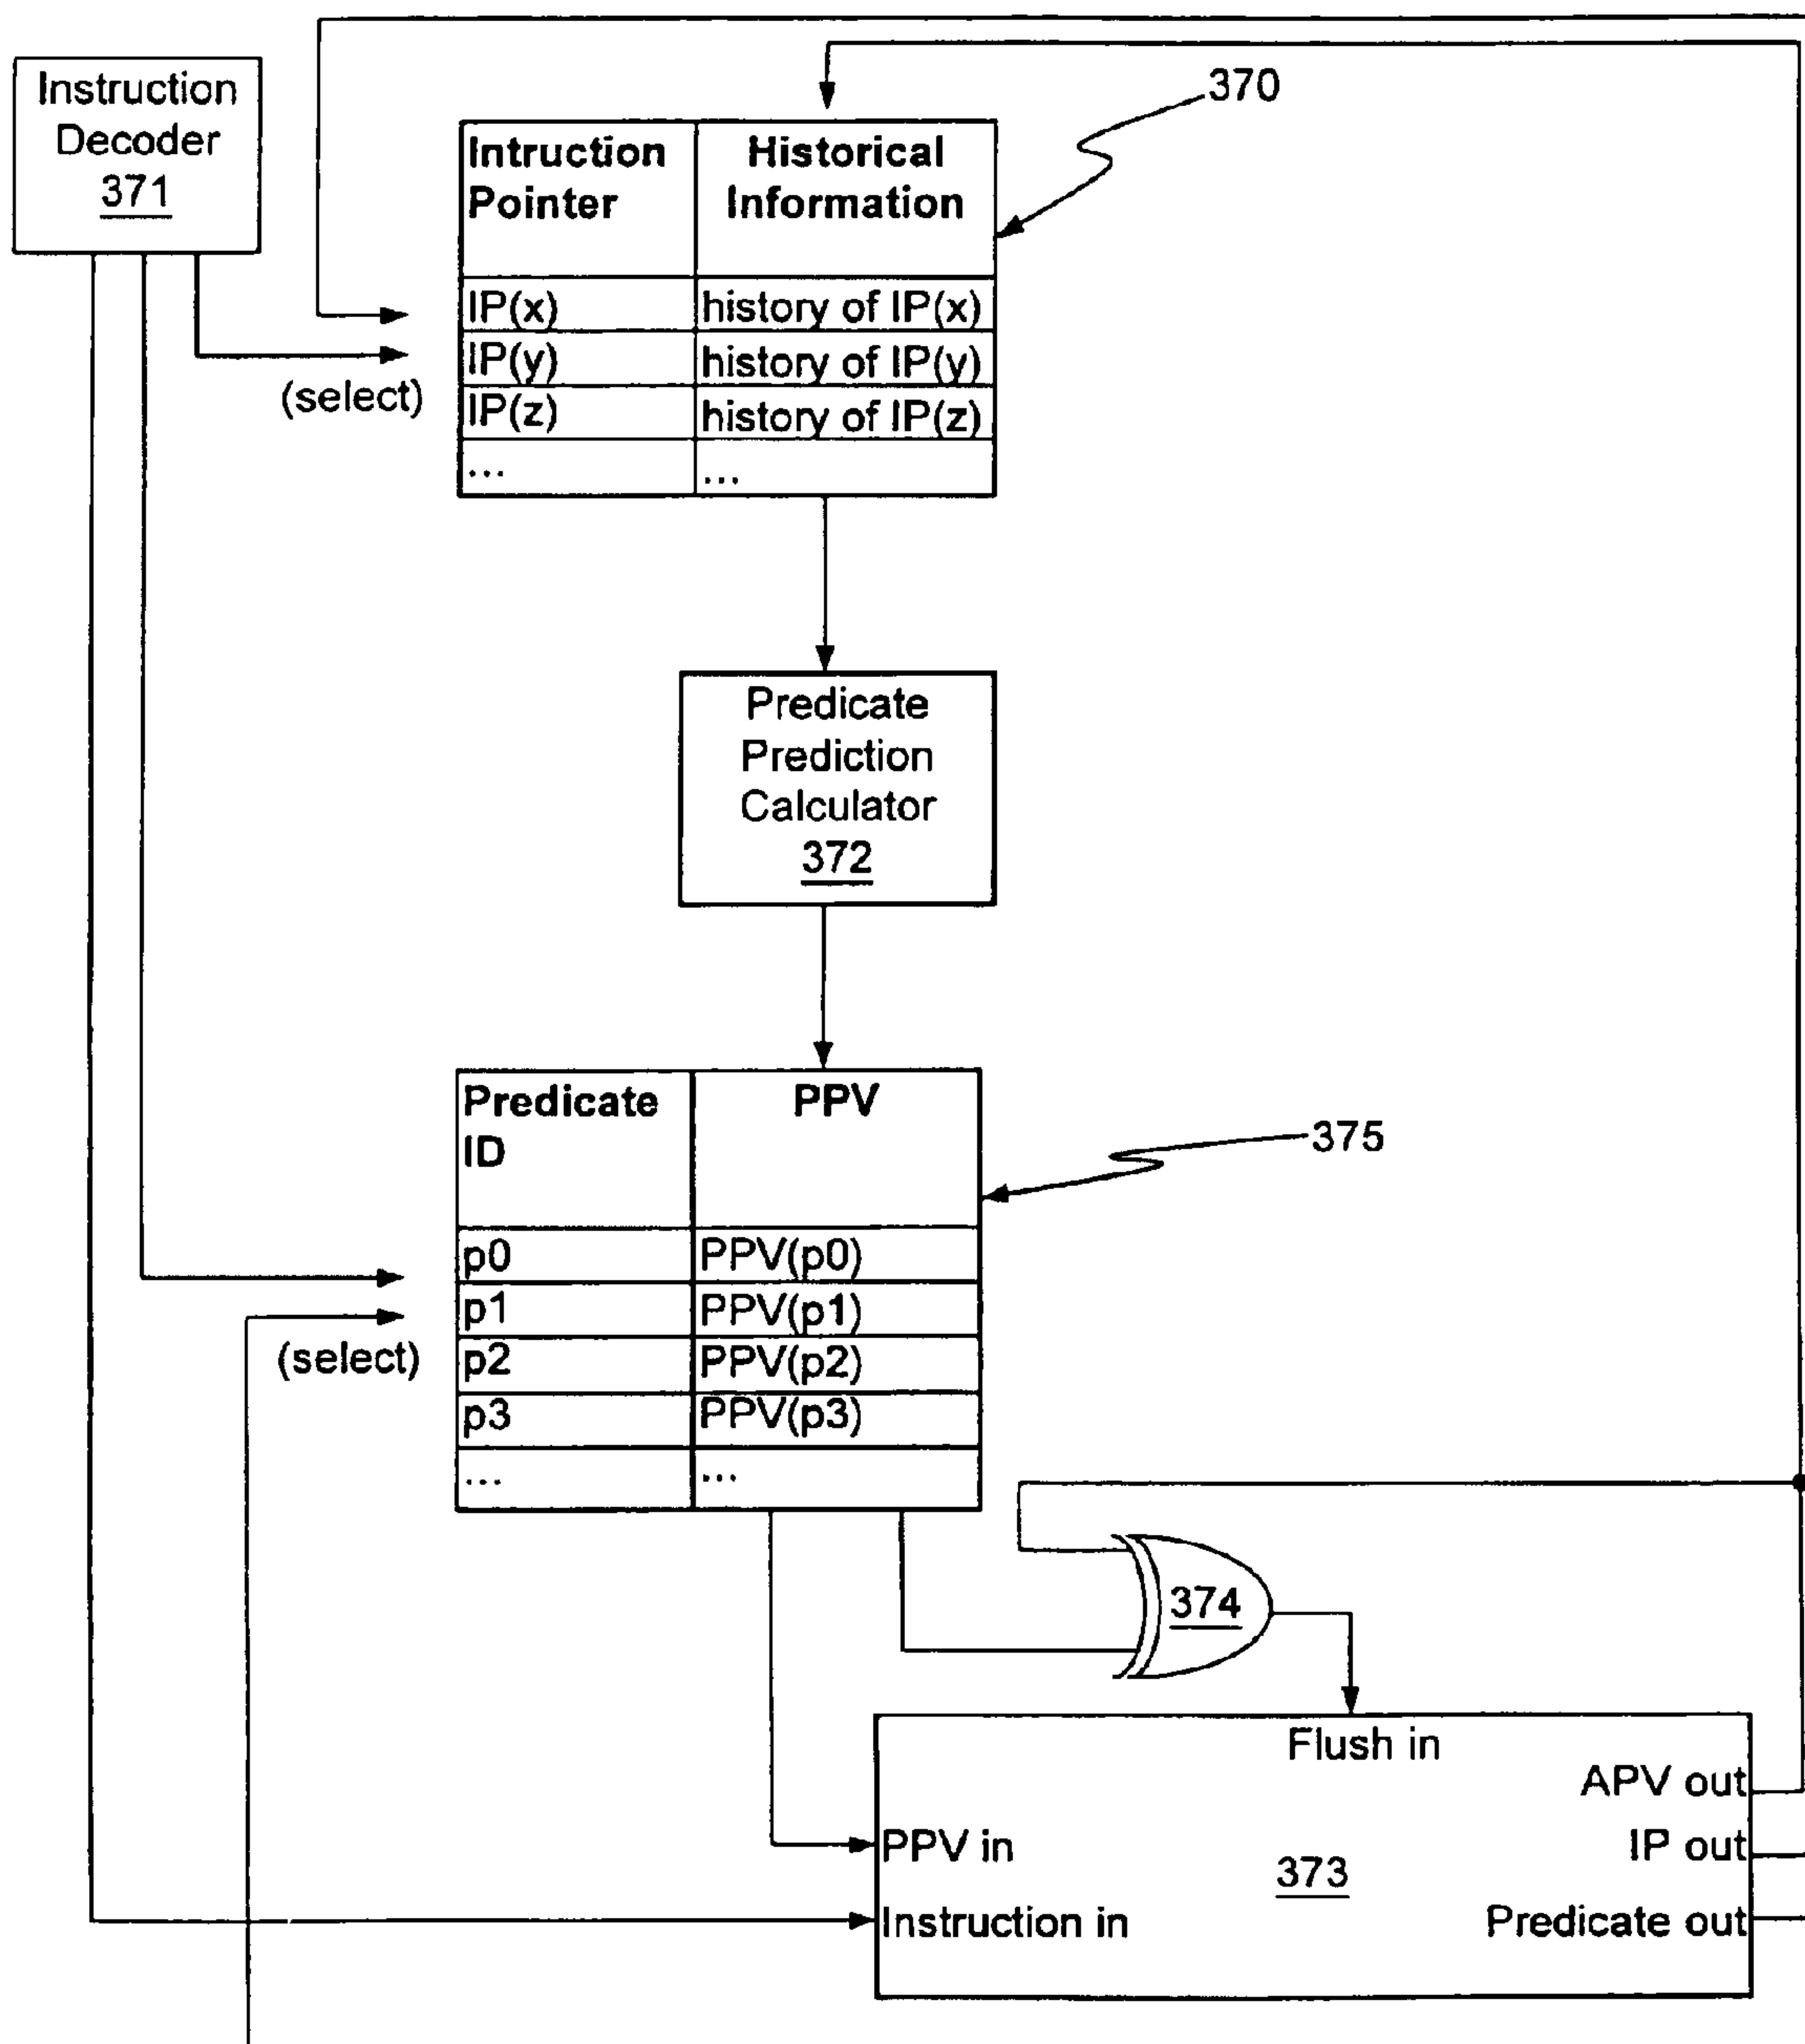 Instruction
Decoder
371
370
Intruction
Pointer
Historical
Information
IP(x)
history of IP(x)
IP(y)
history of IP(y)
(select)
IP(z)
history of IP(z)
...
...
Predicate
Prediction
Calculator
372
Predicate
ID
PPV
375
p0
PPV(p0)
p1
PPV(p1)
(select)
p2
PPV(p2)
p3
PPV(p3)
...
...
374
Flush in
APV out
PPV in
IP out
373
Instruction in
Predicate out